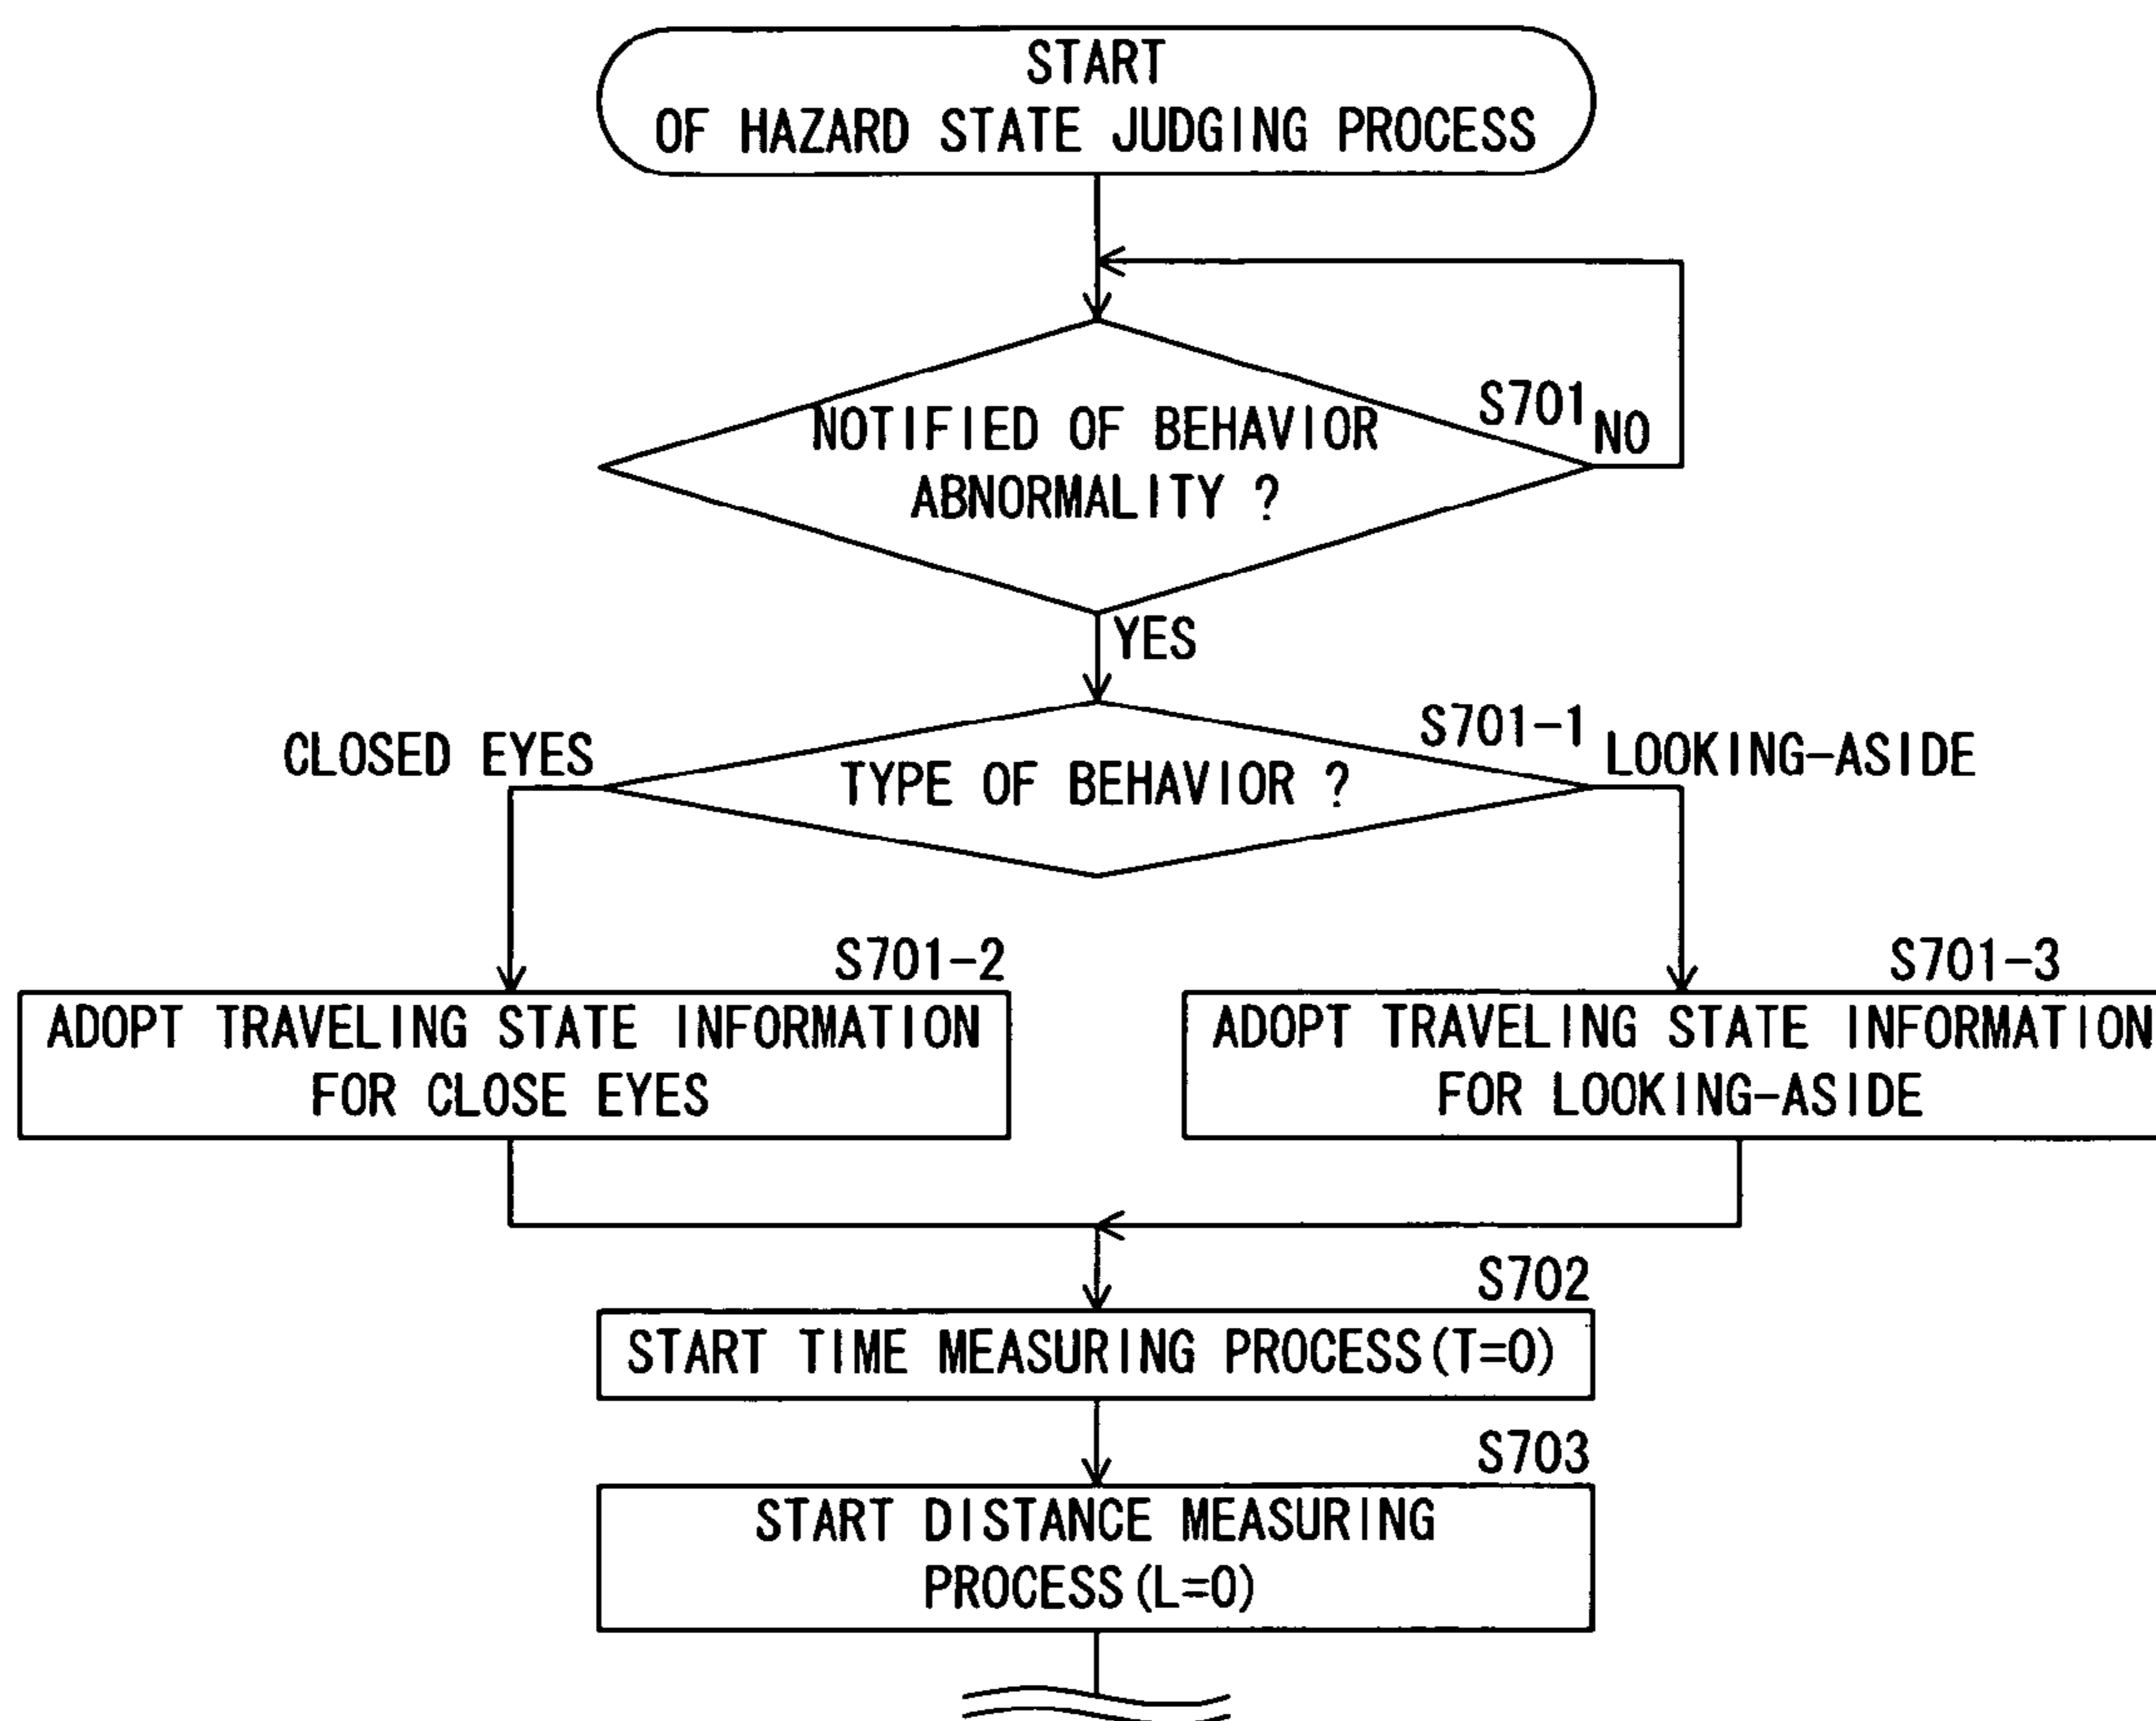 START
OF HAZARD STATE JUDGING PROCESS
NOTIFIED OF BEHAVIOR
ABNORMALITY ?
S701
NO
YES
CLOSED EYES
TYPE OF BEHAVIOR ?
S701-1
LOOKING-ASIDE
S701-2
ADOPT TRAVELING STATE INFORMATION
FOR CLOSE EYES
S701-3
ADOPT TRAVELING STATE INFORMATION
FOR LOOKING-ASIDE
S702
START TIME MEASURING PROCESS(T=0)
S703
START DISTANCE MEASURING
PROCESS(L=0)